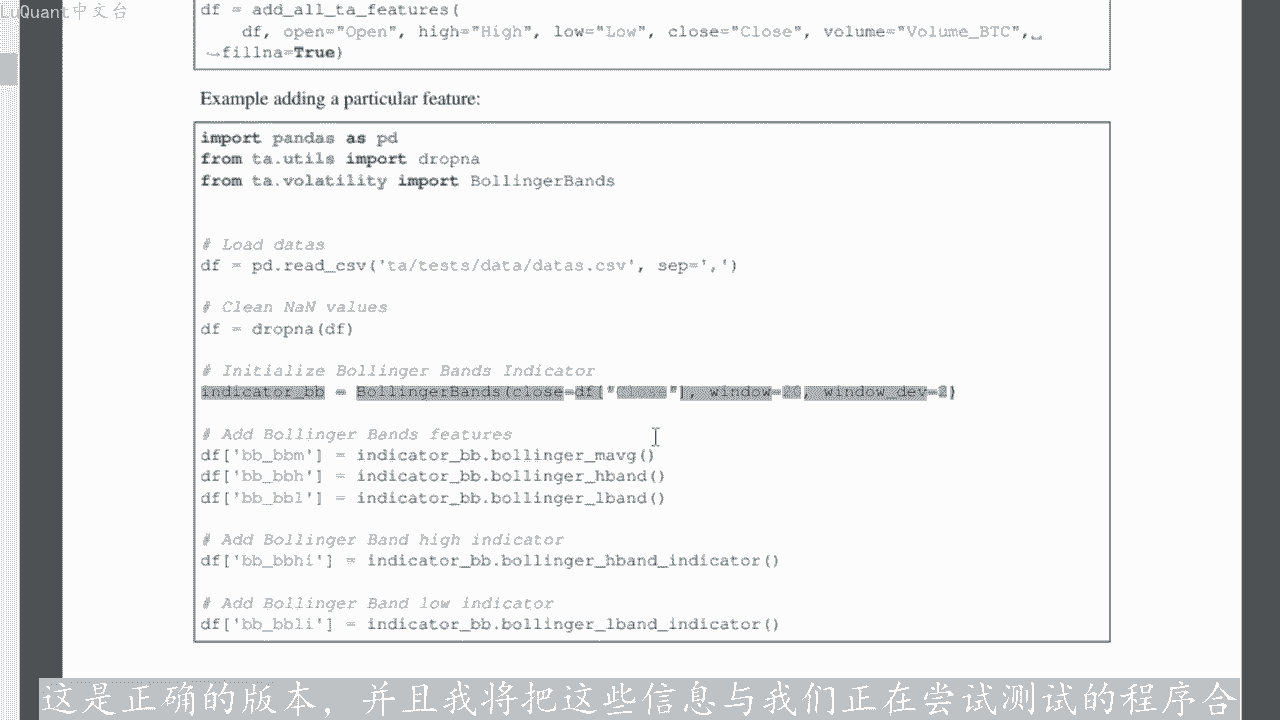 LuQuant中文台
df = add_all_ta_features(
df, open="Open", high="High", low="Low", close="Close", volume="Volume_BTC",␣
↪fillna=True)
Example adding a particular feature:
import pandas as pd
from ta.utils import dropna
from ta.volatility import BollingerBands
# Load datas
df = pd.read_csv('ta/tests/data/datas.csv', sep=',')
# Clean NaN values
df = dropna(df)
# Initialize Bollinger Bands Indicator
indicator_bb = BollingerBands(close=df["Close"], window=20, window_dev=2)
# Add Bollinger Bands features
df['bb_bbm'] = indicator_bb.bollinger_mavg()
df['bb_bbh'] = indicator_bb.bollinger_hband()
df['bb_bbl'] = indicator_bb.bollinger_lband()
# Add Bollinger Band high indicator
df['bb_bbhi'] = indicator_bb.bollinger_hband_indicator()
# Add Bollinger Band low indicator
df['bb_bbli'] = indicator_bb.bollinger_lband_indicator()
这是正确的版本，并且我将把这些信息与我们正在尝试测试的程序合